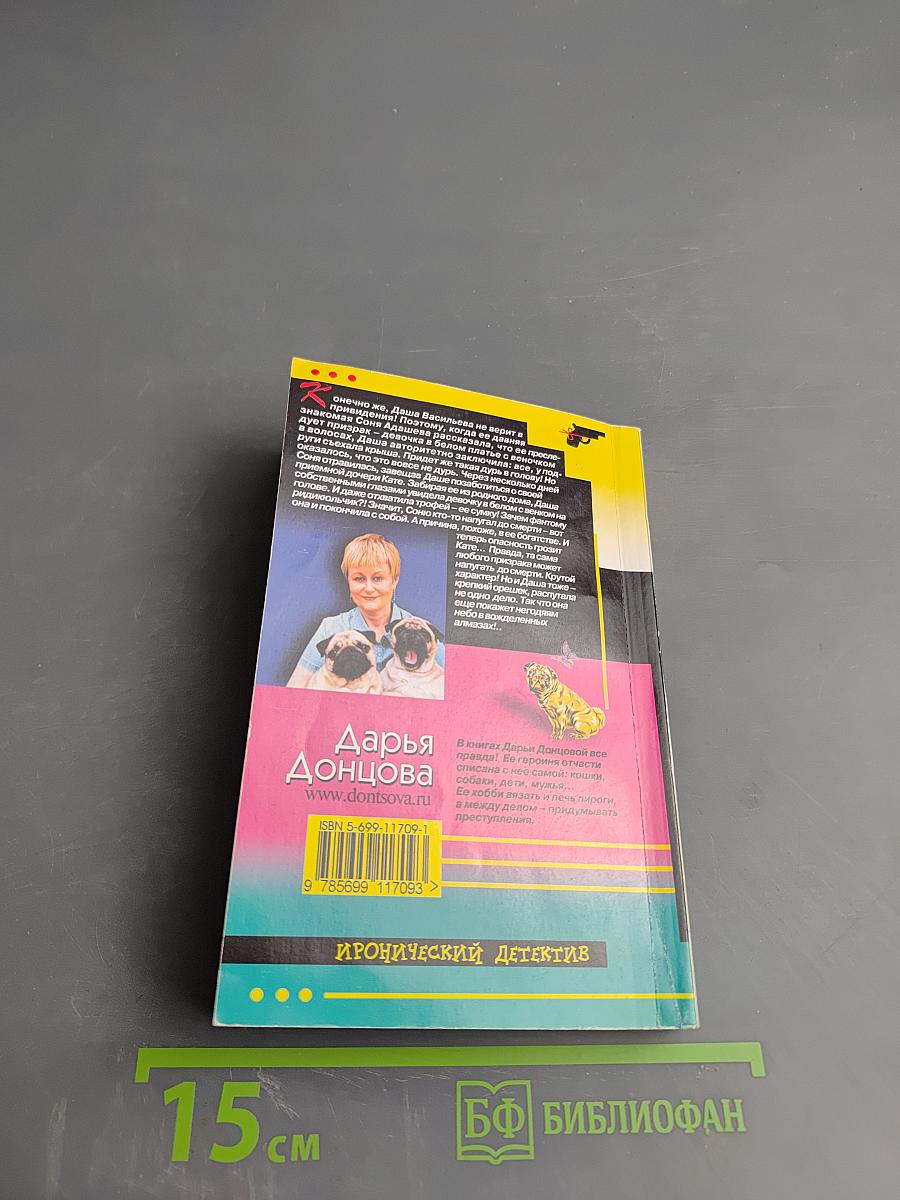 Конечно же, Даша Васильева не верит в
привидения! Поэтому, когда ее давняя
знакомая Соня Адашева рассказала, что ее пресле-
дует призрак – девочка в белом платье с веночком
в волосах, Даша авторитетно заключила: все, у под-
руги съехала крыша. Придет же такая дурь в голову! Но
оказалось, что это вовсе не дурь. Через несколько дней
Соня отравилась, завещав Даше позаботиться о своей
приемной дочери Кате. Забирая ее из родного дома, Даша
собственными глазами увидела девочку в белом с венком на
голове. И даже отхватила трофей – ее сумку! Зачем фантому
ридикюльчик?! Значит, Соню кто-то напугал до смерти – вот
она и покончила с собой. А причина, похоже, в ее богатстве. И
теперь опасность грозит
Кате... Правда, та сама
любого призрака может
напугать до смерти. Крутой
характер! Но и Даша тоже –
крепкий орешек, распутала
не одно дело. Так что она
еще покажет негодяям
небо в вожделенных
алмазах!..
Дарья
Донцова
www.dontsova.ru
В книгах Дарьи Донцовой все
правда! Ее героиня отчасти
списана с нее самой: кошки,
собаки, дети, мужья...
Ее хобби вязать и печь пироги,
а между делом – придумывать
преступления.
ISBN 5-699-11709-1
9 785699 117093 >
ИРОНИЧЕСКИЙ ДЕТЕКТИВ
15 см
БФ БИБЛИОФАН